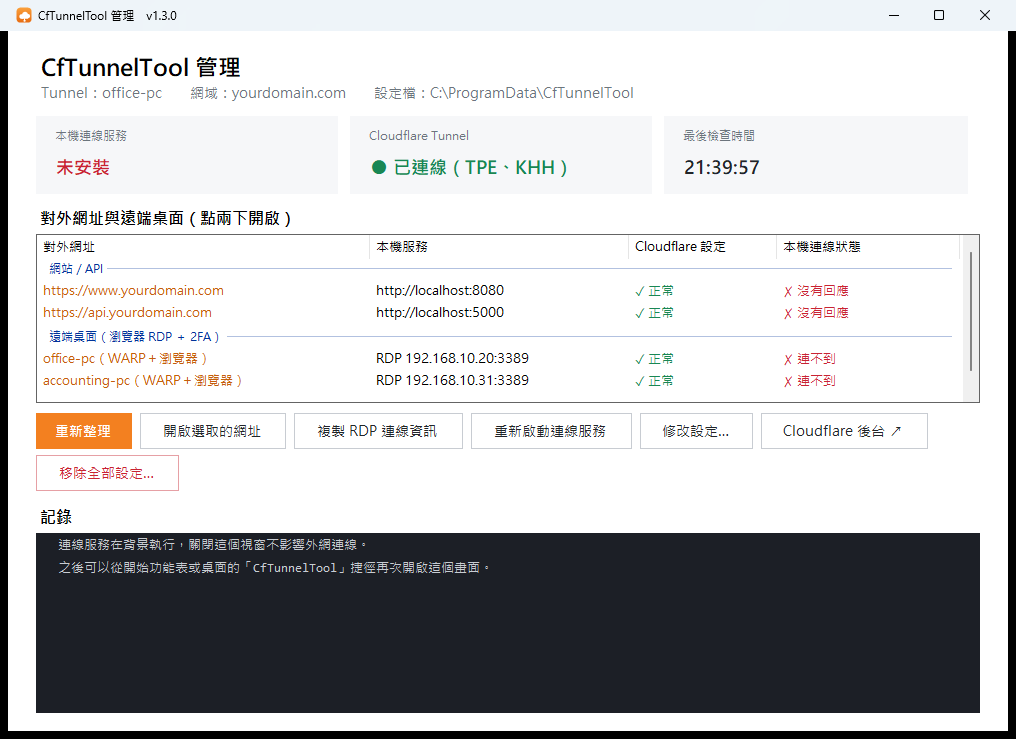 CfTunnelTool 管理 v1.3.0
CfTunnelTool 管理
Tunnel：office-pc 網域：yourdomain.com 設定檔：C:\ProgramData\CfTunnelTool
本機連線服務
未安裝
Cloudflare Tunnel
● 已連線（TPE、KHH）
最後檢查時間
21:39:57
對外網址與遠端桌面（點兩下開啟）
對外網址 本機服務 Cloudflare 設定 本機連線狀態
網站 / API
https://www.yourdomain.com http://localhost:8080 ✓ 正常 ✗ 沒有回應
https://api.yourdomain.com http://localhost:5000 ✓ 正常 ✗ 沒有回應
遠端桌面（瀏覽器 RDP + 2FA）
office-pc（WARP＋瀏覽器） RDP 192.168.10.20:3389 ✓ 正常 ✗ 連不到
accounting-pc（WARP＋瀏覽器） RDP 192.168.10.31:3389 ✓ 正常 ✗ 連不到
重新整理 開啟選取的網址 複製 RDP 連線資訊 重新啟動連線服務 修改設定... Cloudflare 後台 ↗
移除全部設定...
記錄
連線服務在背景執行，關閉這個視窗不影響外網連線。
之後可以從開始功能表或桌面的「CfTunnelTool」捷徑再次開啟這個畫面。